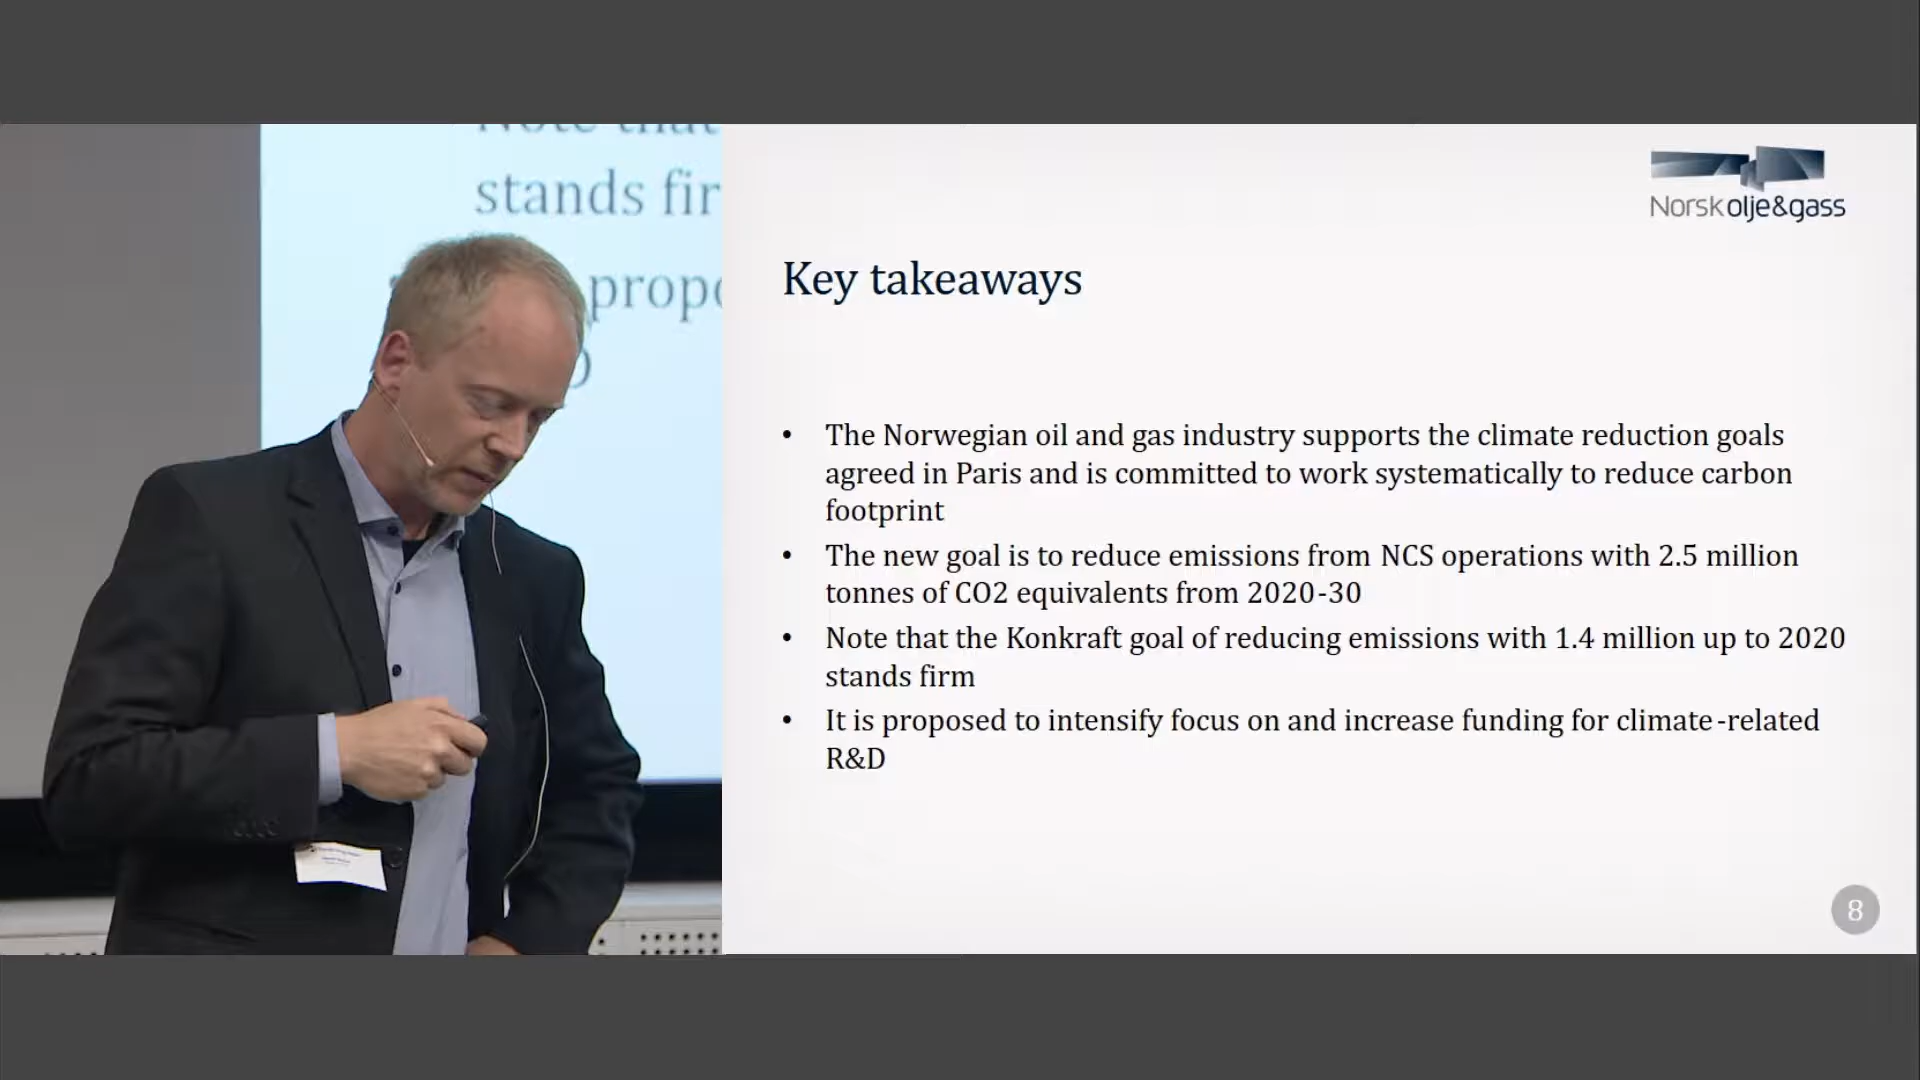 Note that
stands fir
propo
Norsk olje&gass
Key takeaways
• The Norwegian oil and gas industry supports the climate reduction goals
agreed in Paris and is committed to work systematically to reduce carbon
footprint
• The new goal is to reduce emissions from NCS operations with 2.5 million
tonnes of CO2 equivalents from 2020-30
• Note that the Konkraft goal of reducing emissions with 1.4 million up to 2020
stands firm
• It is proposed to intensify focus on and increase funding for climate-related
R&D
8